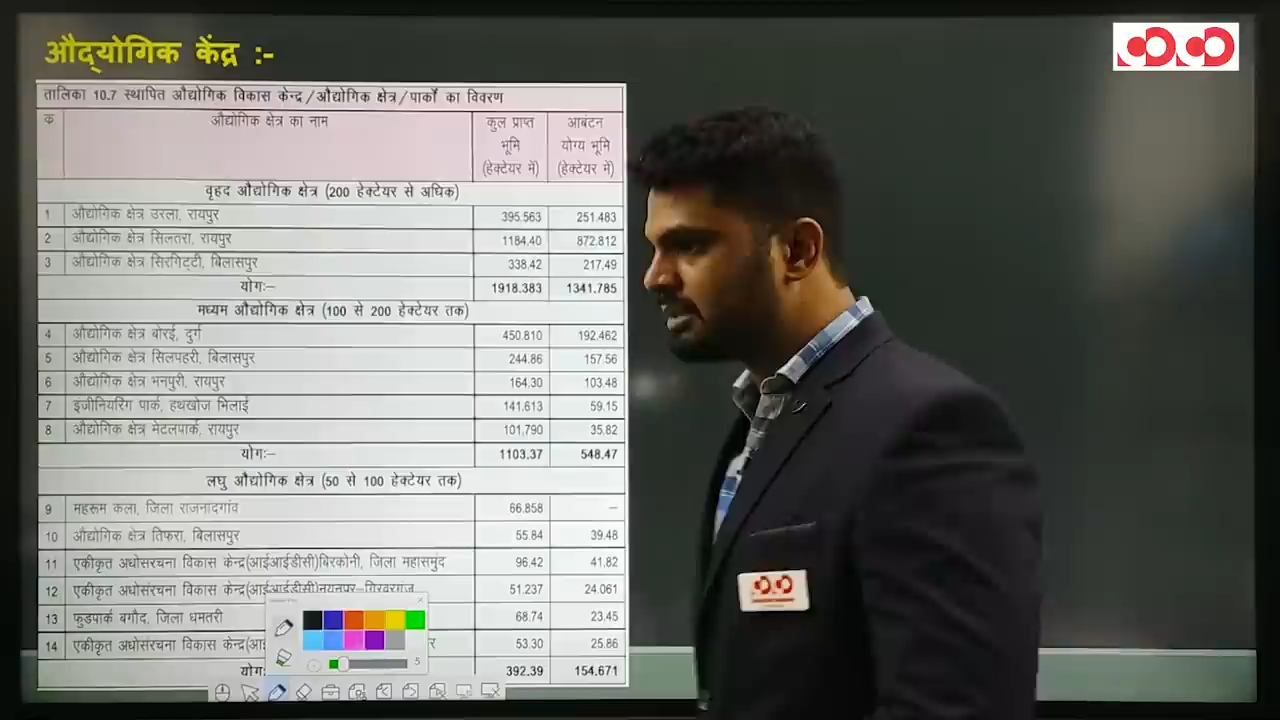 औद्योगिक केंद्र :-
तालिका 10.7 स्थापित औद्योगिक विकास केन्द्र/औद्योगिक क्षेत्र/पार्कों का विवरण
क औद्योगिक क्षेत्र का नाम कुल प्राप्त भूमि (हेक्टेयर में) आबंटन योग्य भूमि (हेक्टेयर में)
वृहद औद्योगिक क्षेत्र (200 हेक्टेयर से अधिक)
1 औद्योगिक क्षेत्र उरला, रायपुर 395.563 251.483
2 औद्योगिक क्षेत्र सिलतरा, रायपुर 1184.40 872.812
3 औद्योगिक क्षेत्र सिरगिट्टी, बिलासपुर 338.42 217.49
योगः- 1918.383 1341.785
मध्यम औद्योगिक क्षेत्र (100 से 200 हेक्टेयर तक)
4 औद्योगिक क्षेत्र बोरई, दुर्ग 450.810 192.462
5 औद्योगिक क्षेत्र सिलपहरी, बिलासपुर 244.86 157.56
6 औद्योगिक क्षेत्र भनपुरी, रायपुर 164.30 103.48
7 इंजीनियरिंग पार्क, हथखोज भिलाई 141.613 59.15
8 औद्योगिक क्षेत्र मेटलपार्क, रायपुर 101.790 35.82
योगः- 1103.37 548.47
लघु औद्योगिक क्षेत्र (50 से 100 हेक्टेयर तक)
9 महरूम कला, जिला राजनांदगांव 66.858 –
10 औद्योगिक क्षेत्र तिफरा, बिलासपुर 55.84 39.48
11 एकीकृत अधोसरचना विकास केन्द्र(आईआईडीसी)बिरकोनी, जिला महासमुंद 96.42 41.82
12 एकीकृत अधोसंरचना विकास केन्द्र(आईआईडीसी) 51.237 24.061
13 फुडपार्क बगौद, जिला धमतरी 68.74 23.45
14 एकीकृत अधोसंरचना विकास केन्द्र(आई 53.30 25.86
योगः 392.39 154.671
5